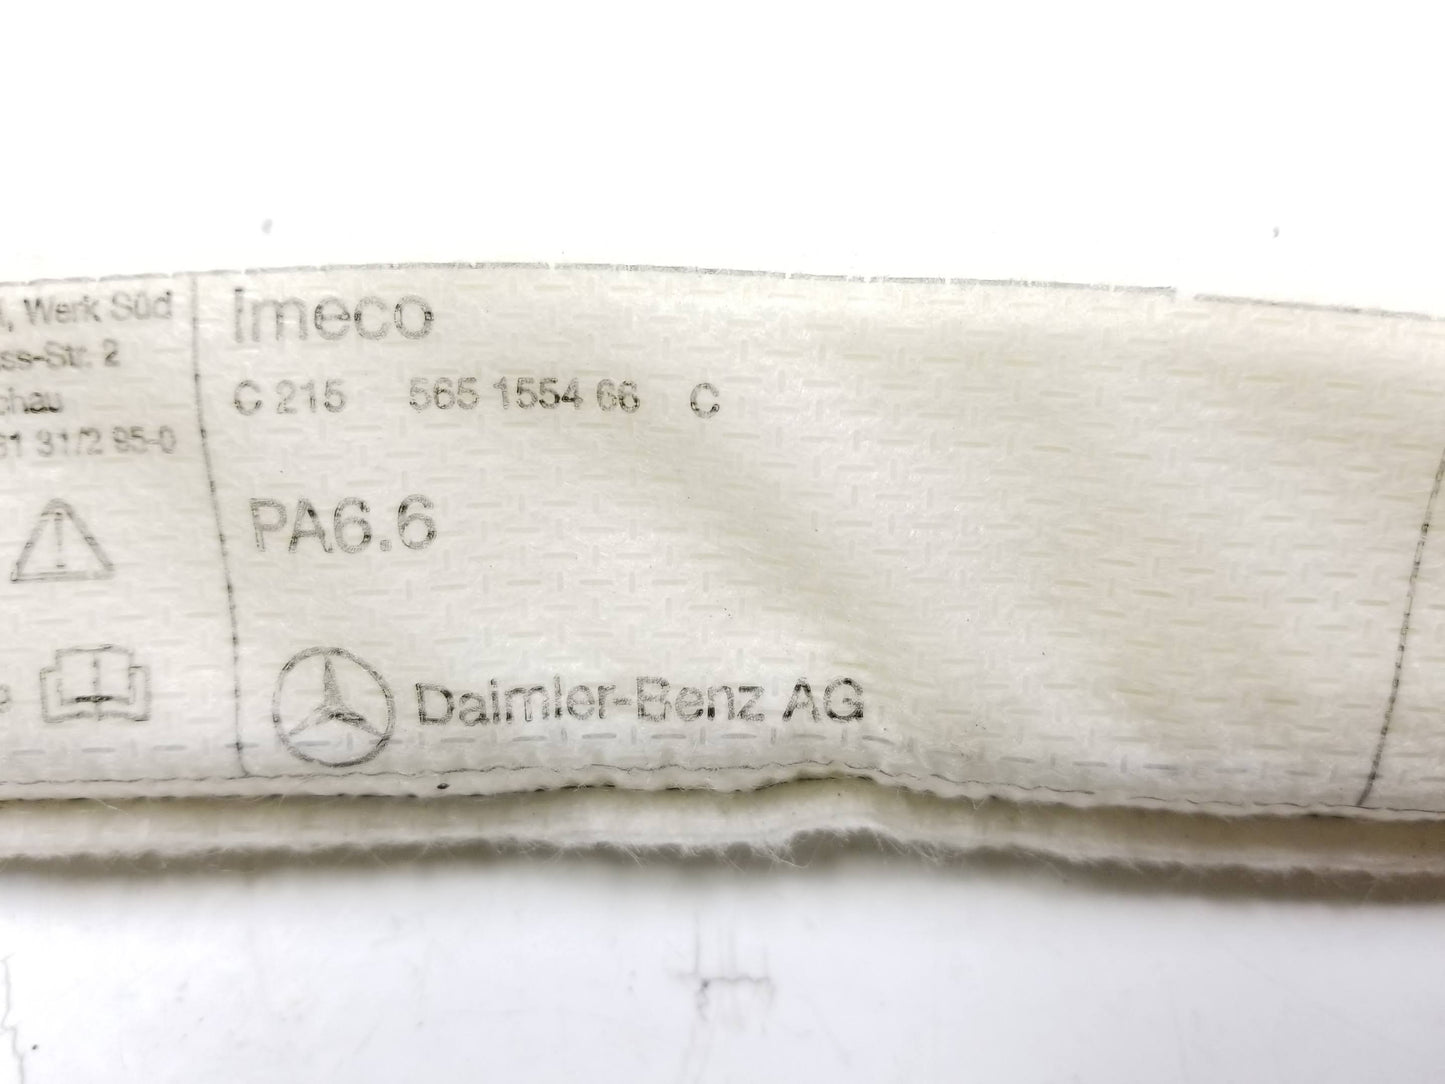 Werk Süd
ss-Str. 2
chau
61 31/2 95-0
imeco
C 215 565 1554 66 C
PA6.6
Daimler-Benz AG